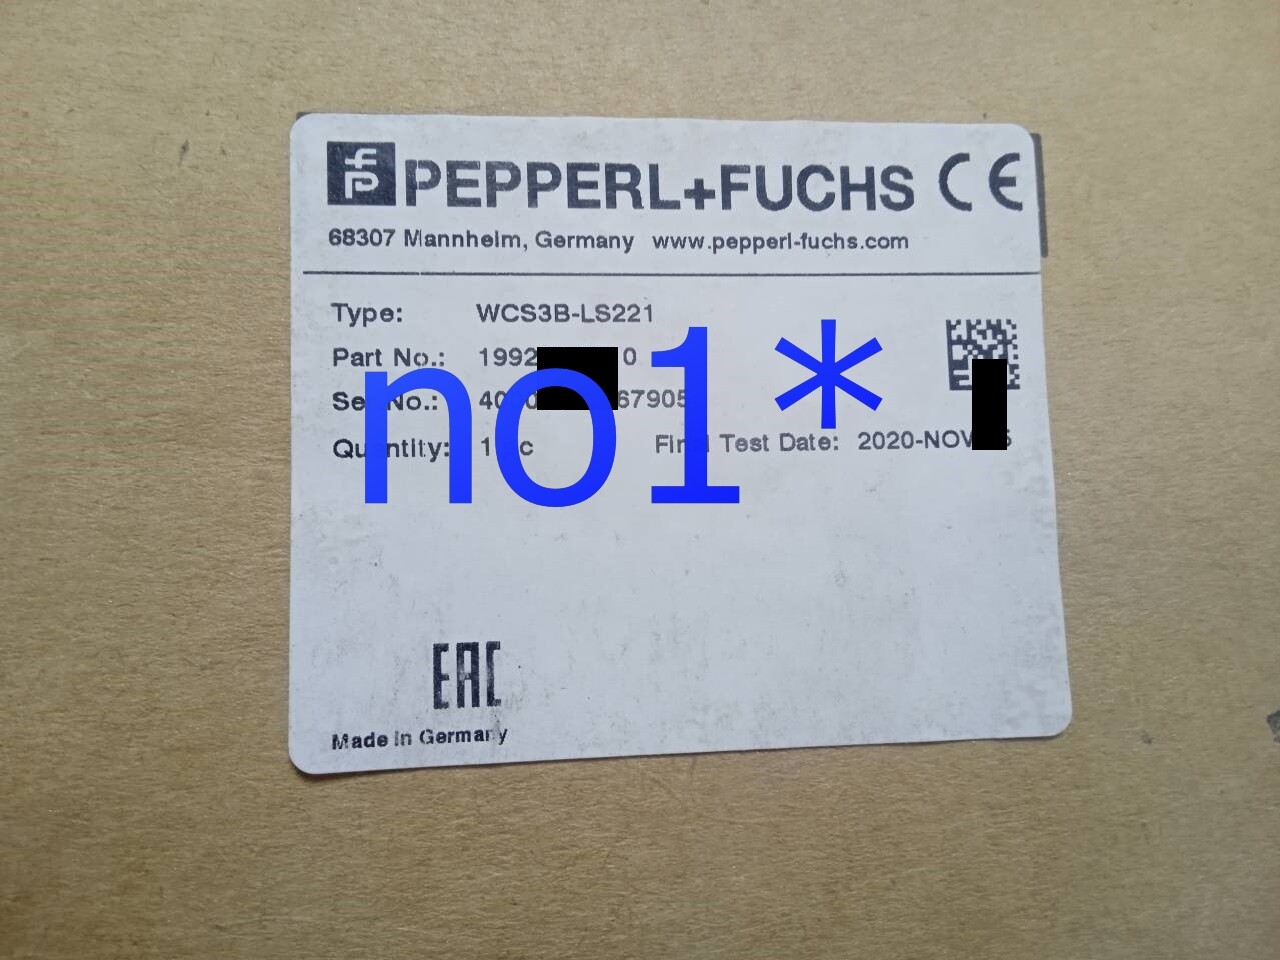 PEPPERL+FUCHS CE
68307 Mannheim, Germany www.pepperl-fuchs.com
Type: WCS3B-LS221
Part No.:
No.:
Quantity:
Test Date:
no1*
EAC
Made in Germany